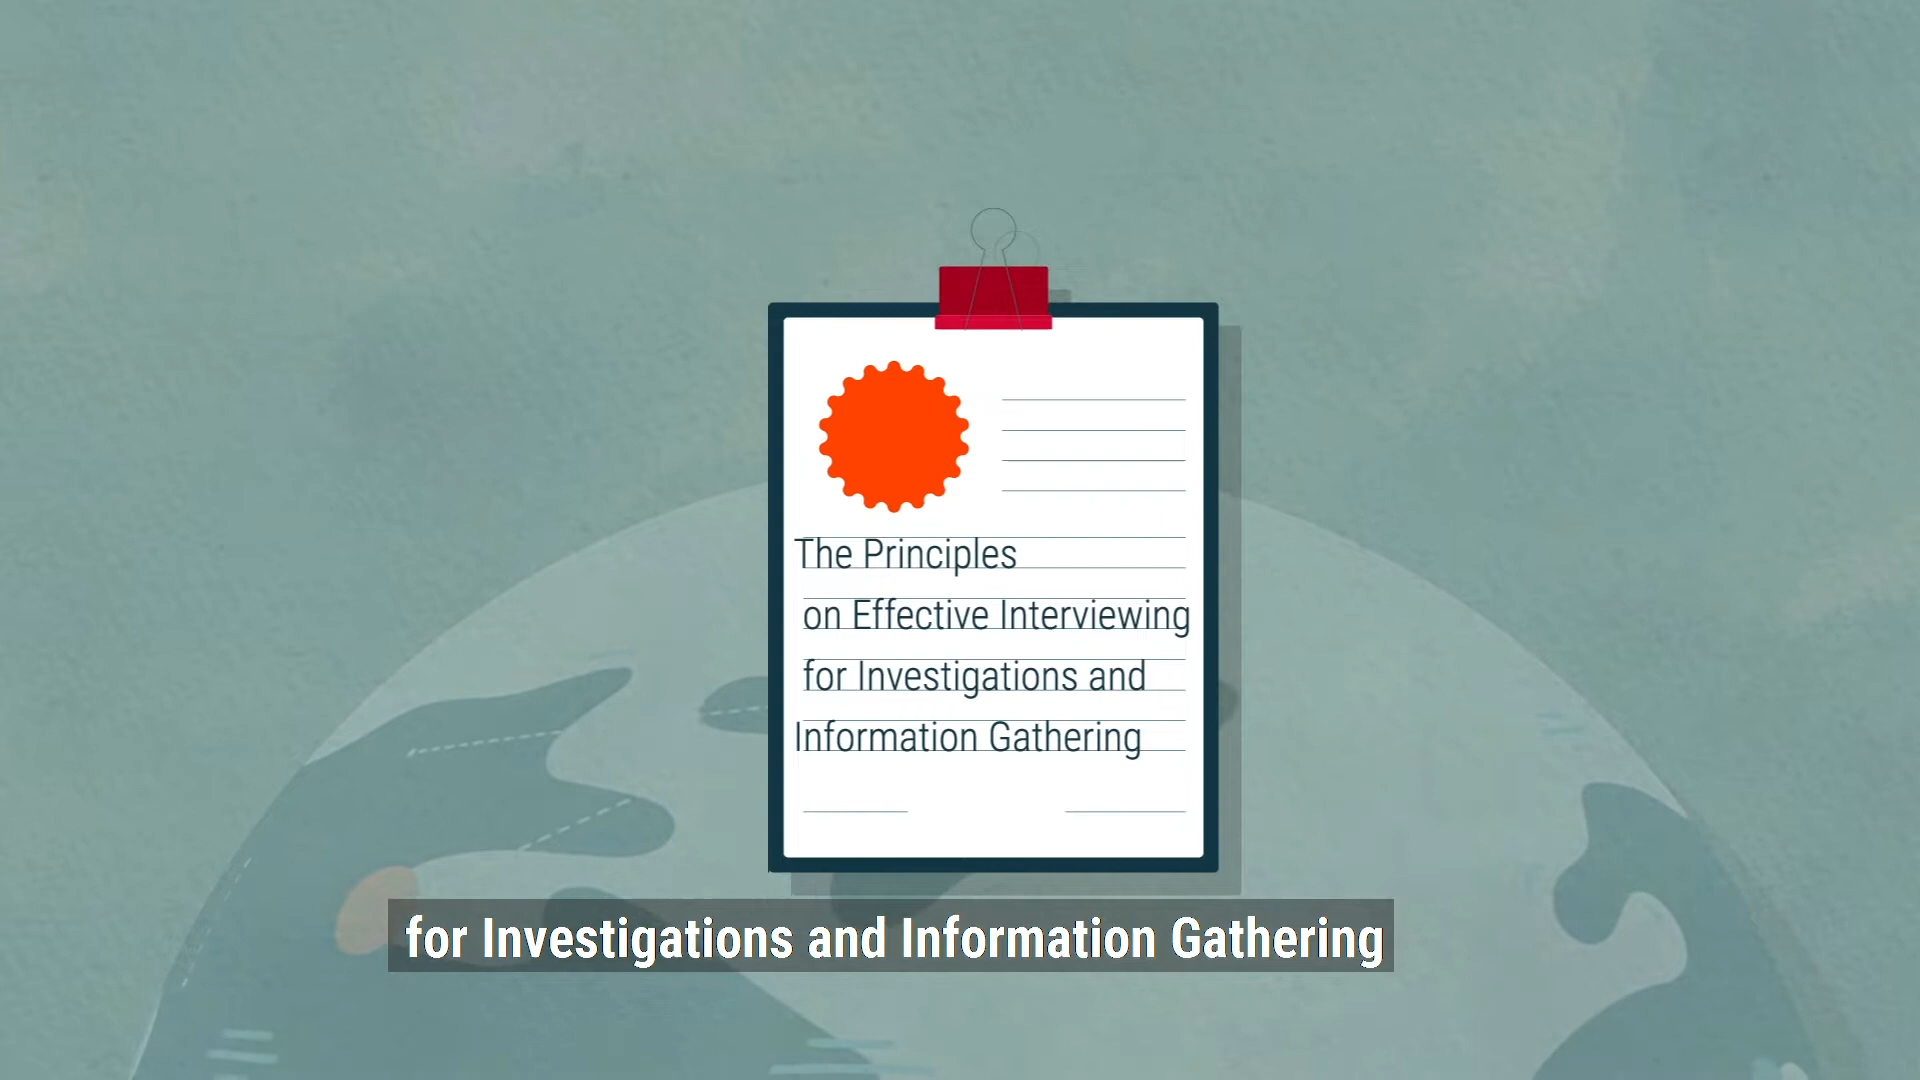 The Principles
on Effective Interviewing
for Investigations and
Information Gathering
for Investigations and Information Gathering